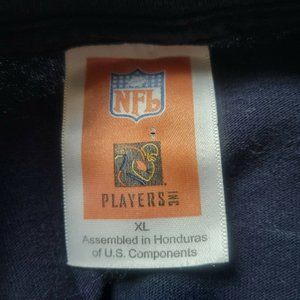 NFL
PLAYERS INC
XL
Assembled in Honduras
of U.S. Components